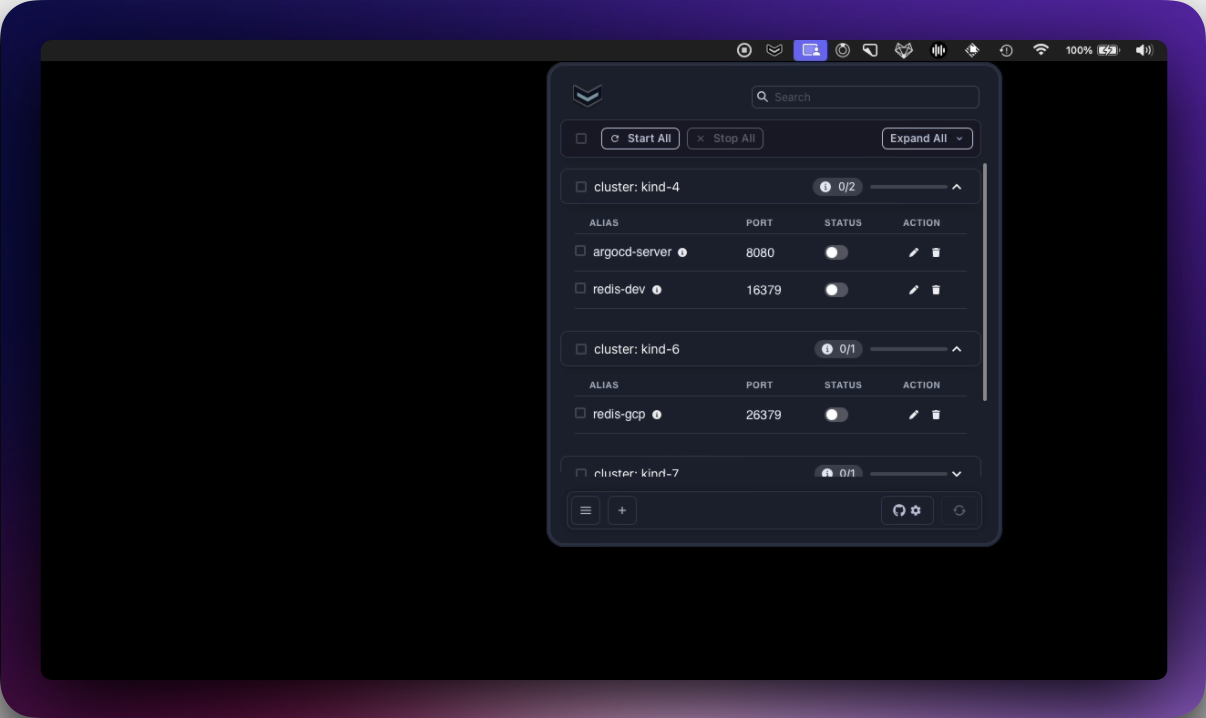 100%
Search
Start All Stop All Expand All
cluster: kind-4 0/2
ALIAS PORT STATUS ACTION
argocd-server 8080
redis-dev 16379
cluster: kind-6 0/1
ALIAS PORT STATUS ACTION
redis-gcp 26379
cluster: kind-7 0/1